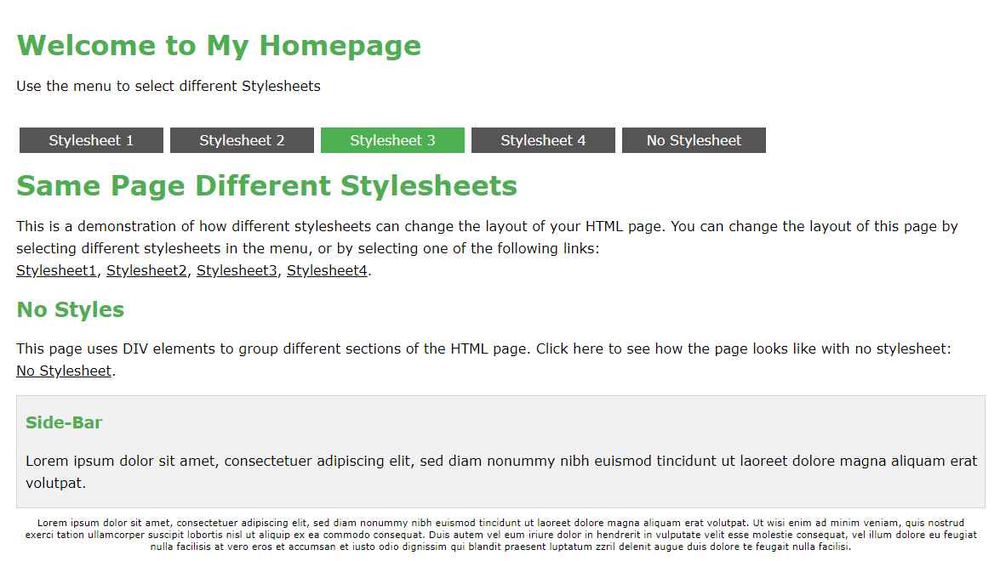 Welcome to My Homepage
Use the menu to select different Stylesheets
Stylesheet 1 Stylesheet 2 Stylesheet 3 Stylesheet 4 No Stylesheet
Same Page Different Stylesheets
This is a demonstration of how different stylesheets can change the layout of your HTML page. You can change the layout of this page by
selecting different stylesheets in the menu, or by selecting one of the following links:
Stylesheet1, Stylesheet2, Stylesheet3, Stylesheet4.
No Styles
This page uses DIV elements to group different sections of the HTML page. Click here to see how the page looks like with no stylesheet:
No Stylesheet.
Side-Bar
Lorem ipsum dolor sit amet, consectetuer adipiscing elit, sed diam nonummy nibh euismod tincidunt ut laoreet dolore magna aliquam erat
volutpat.
Lorem ipsum dolor sit amet, consectetuer adipiscing elit, sed diam nonummy nibh euismod tincidunt ut laoreet dolore magna aliquam erat volutpat. Ut wisi enim ad minim veniam, quis nostrud
exerci tation ullamcorper suscipit lobortis nisl ut aliquip ex ea commodo consequat. Duis autem vel eum iriure dolor in hendrerit in vulputate velit esse molestie consequat, vel illum dolore eu feugiat
nulla facilisis at vero eros et accumsan et iusto odio dignissim qui blandit praesent luptatum zzril delenit augue duis dolore te feugait nulla facilisi.